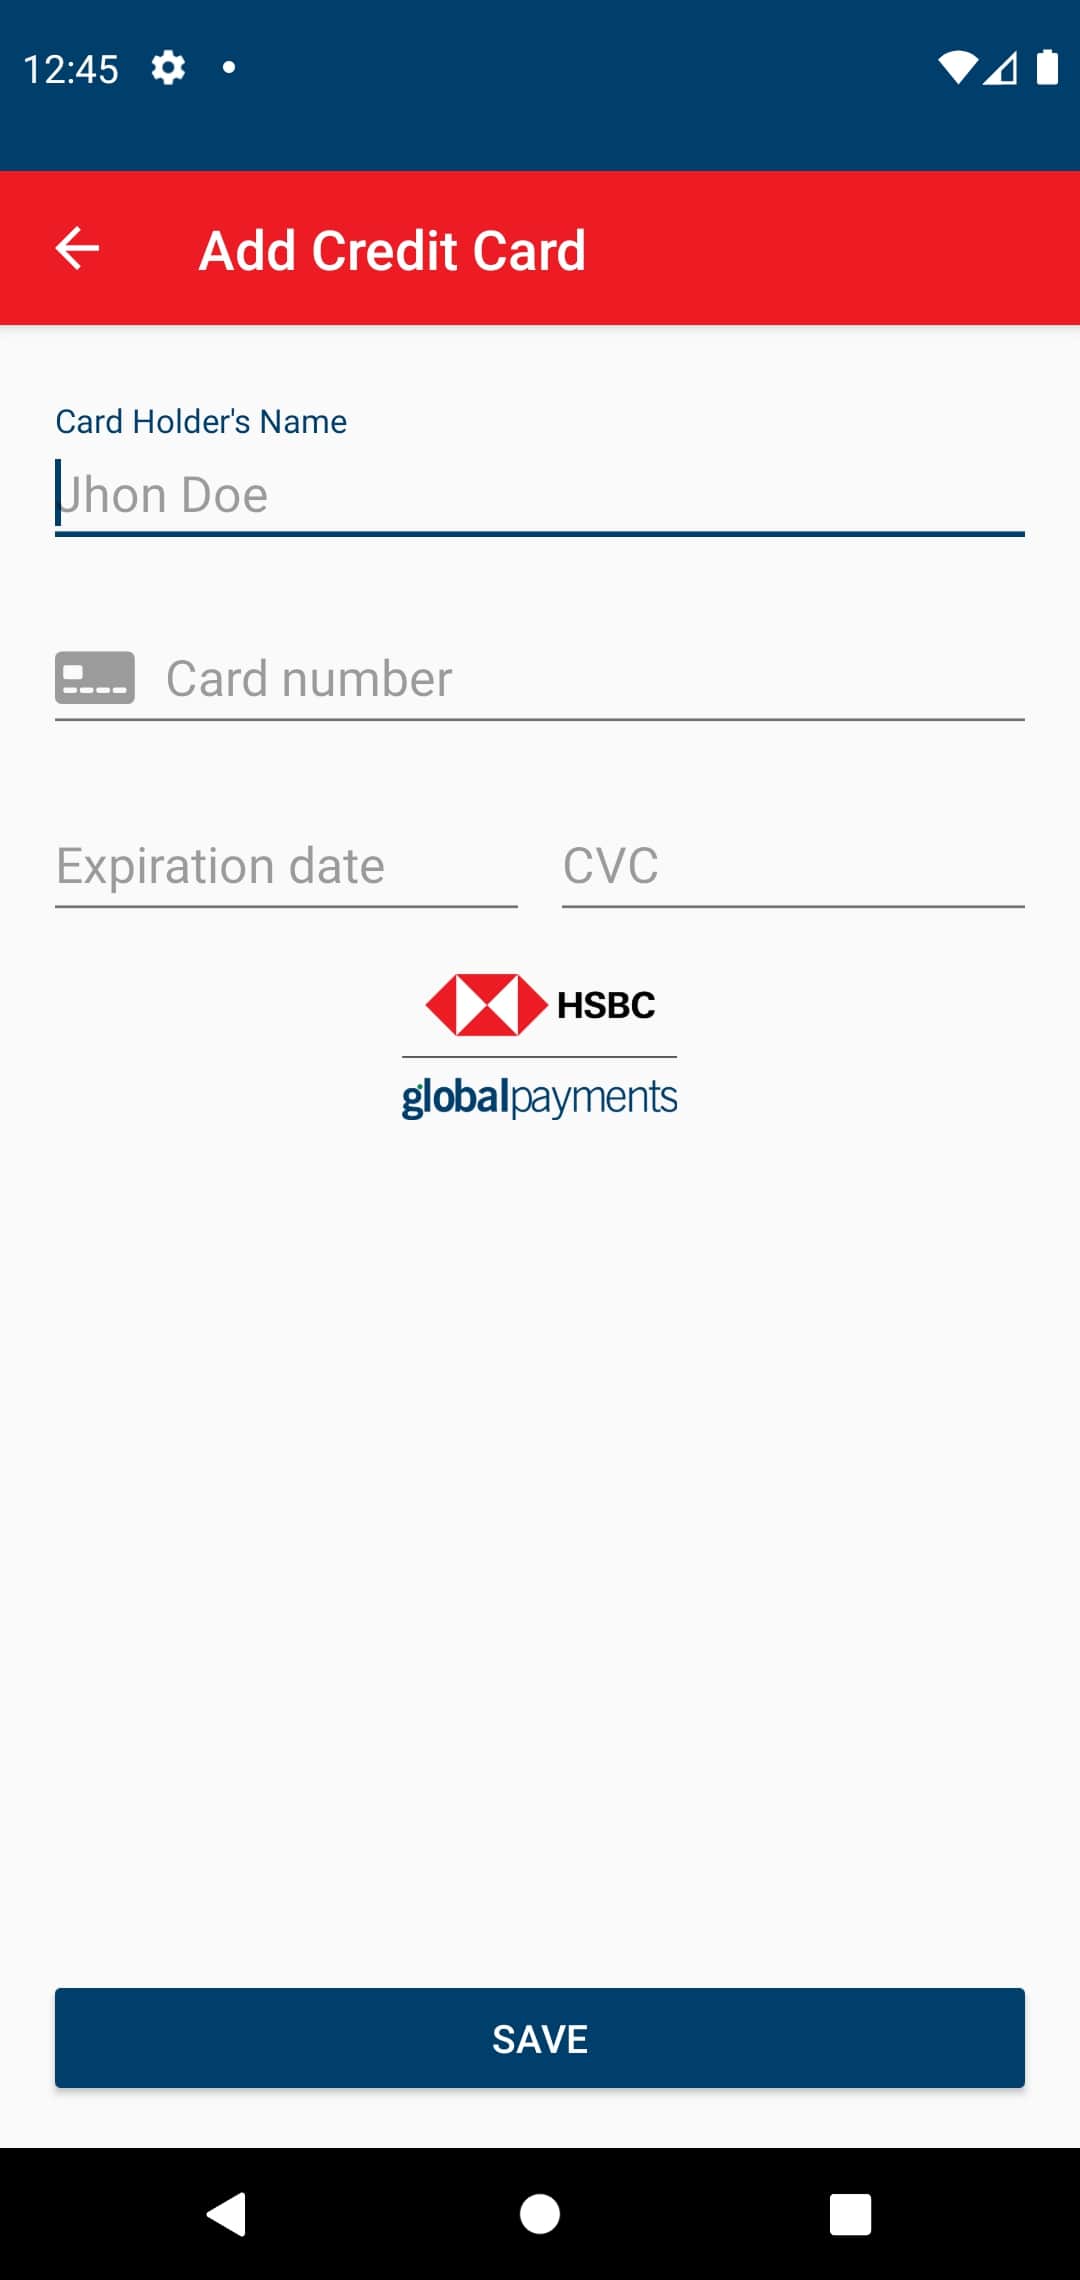 12:45
Add Credit Card
Card Holder's Name
Jhon Doe
Card number
Expiration date CVC
HSBC
globalpayments
SAVE